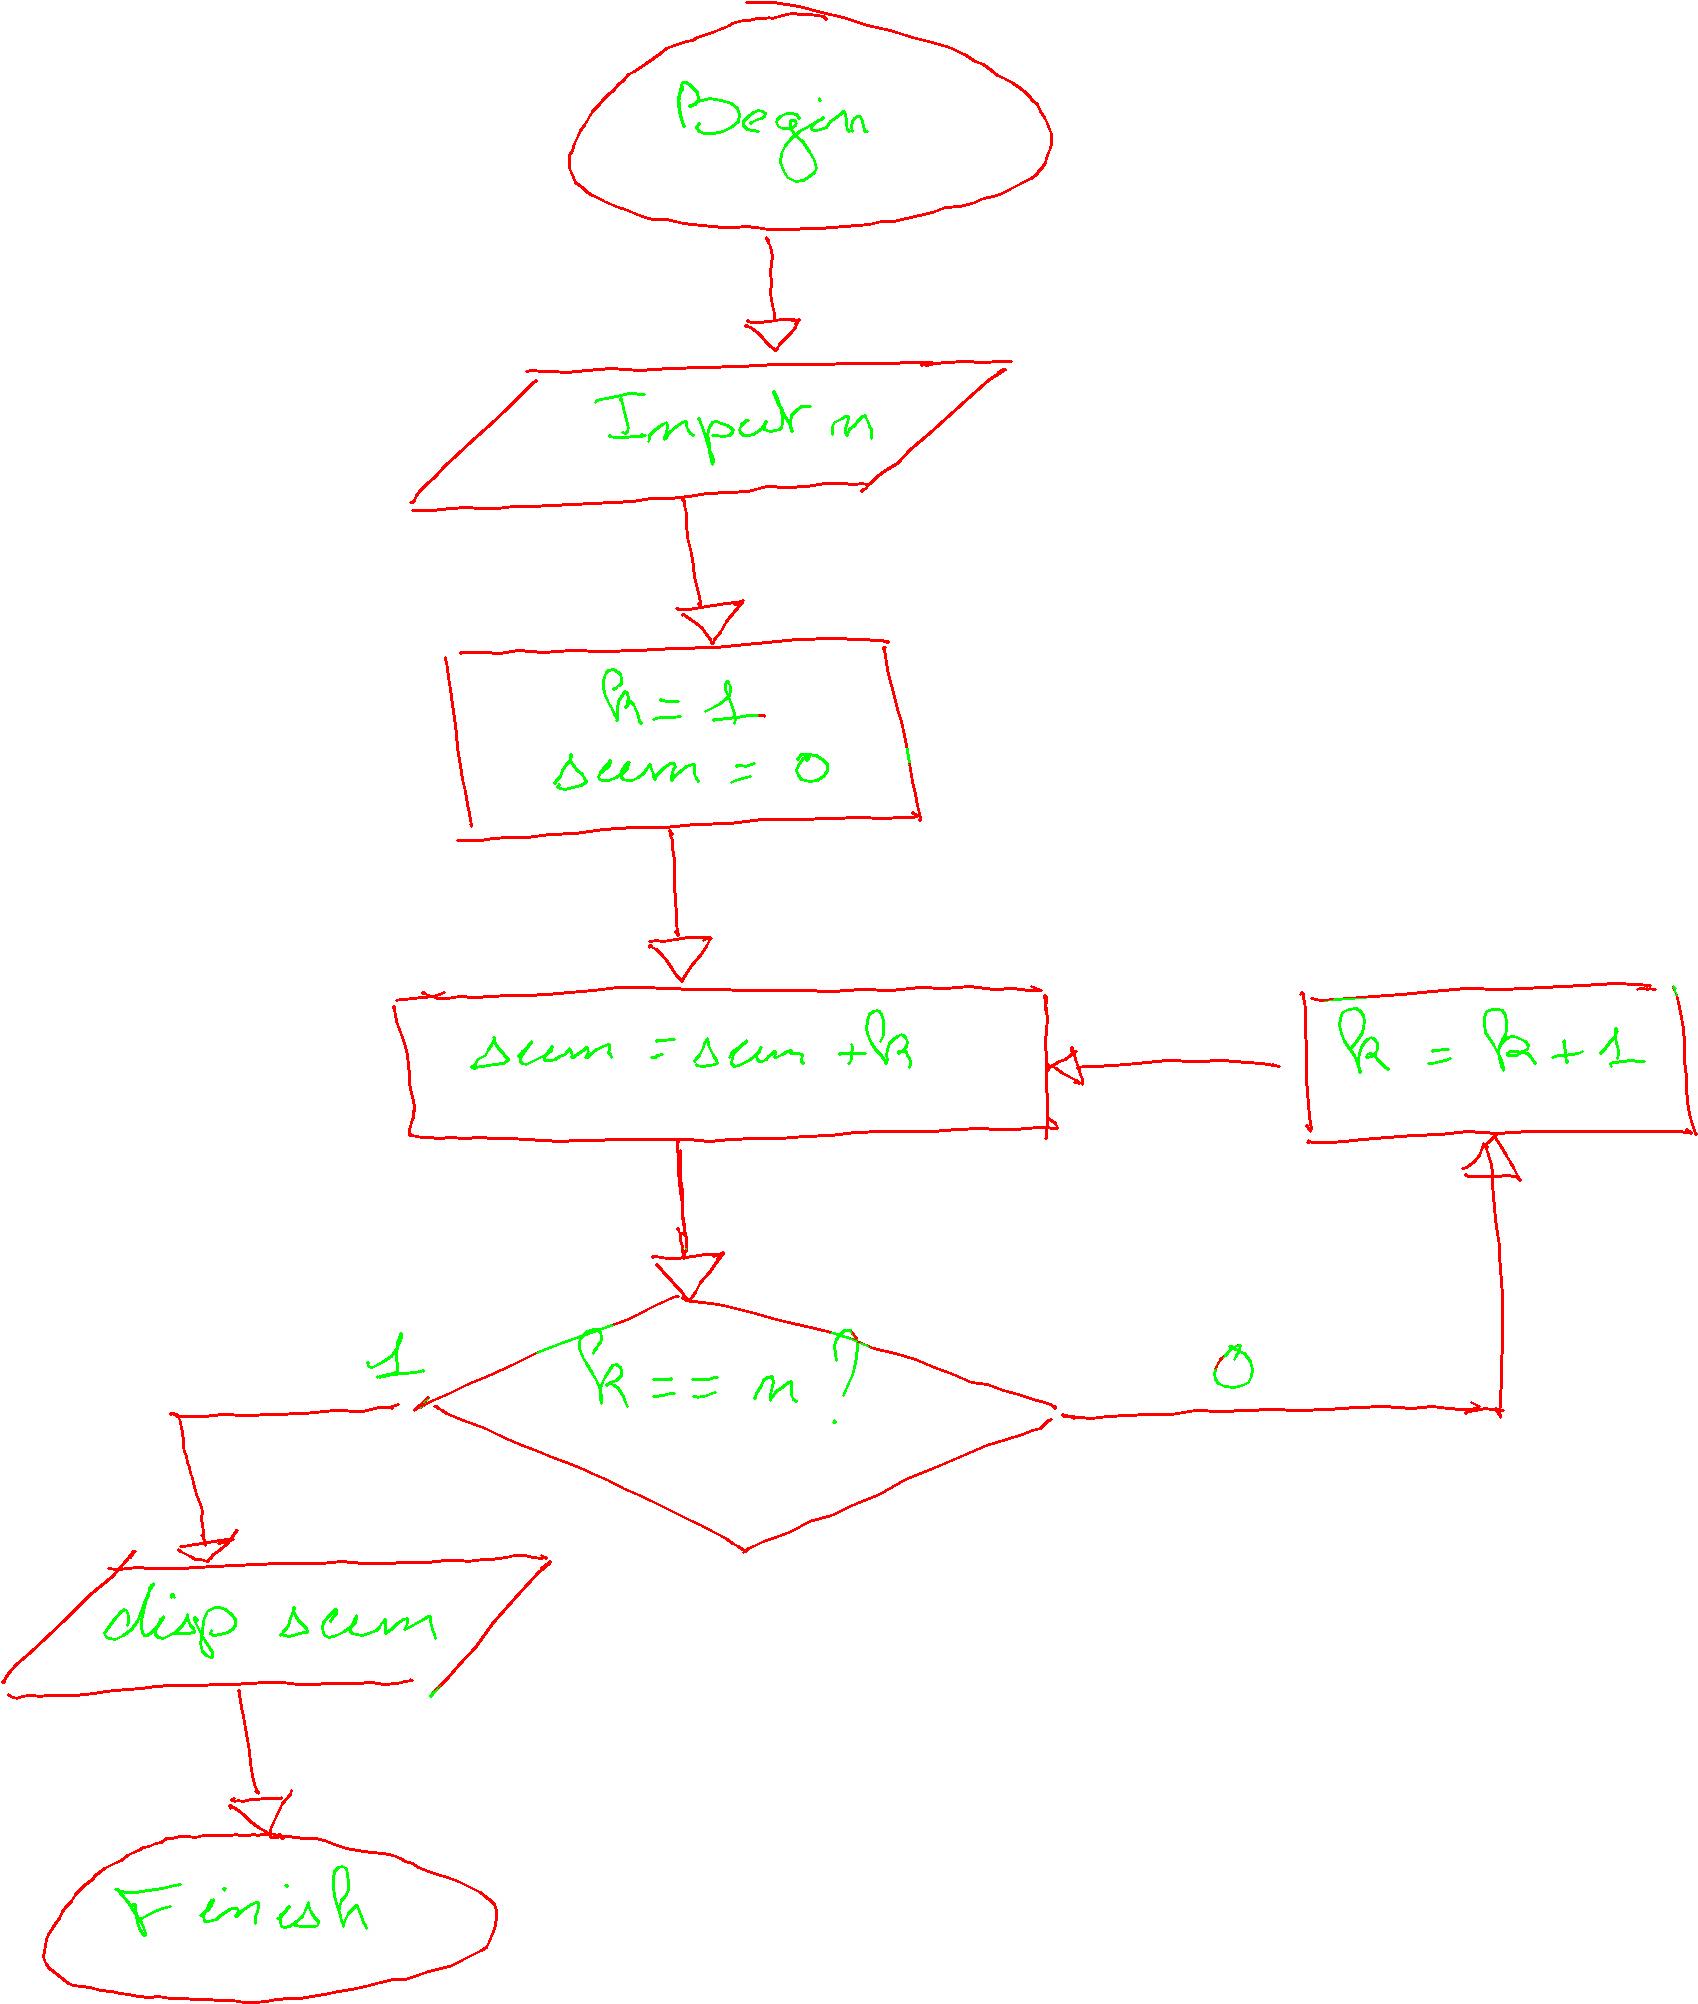 Begin
Input n
k = 1
sum = 0
sum = sum + k
k = k + 1
1
k == n ?
0
disp sum
Finish